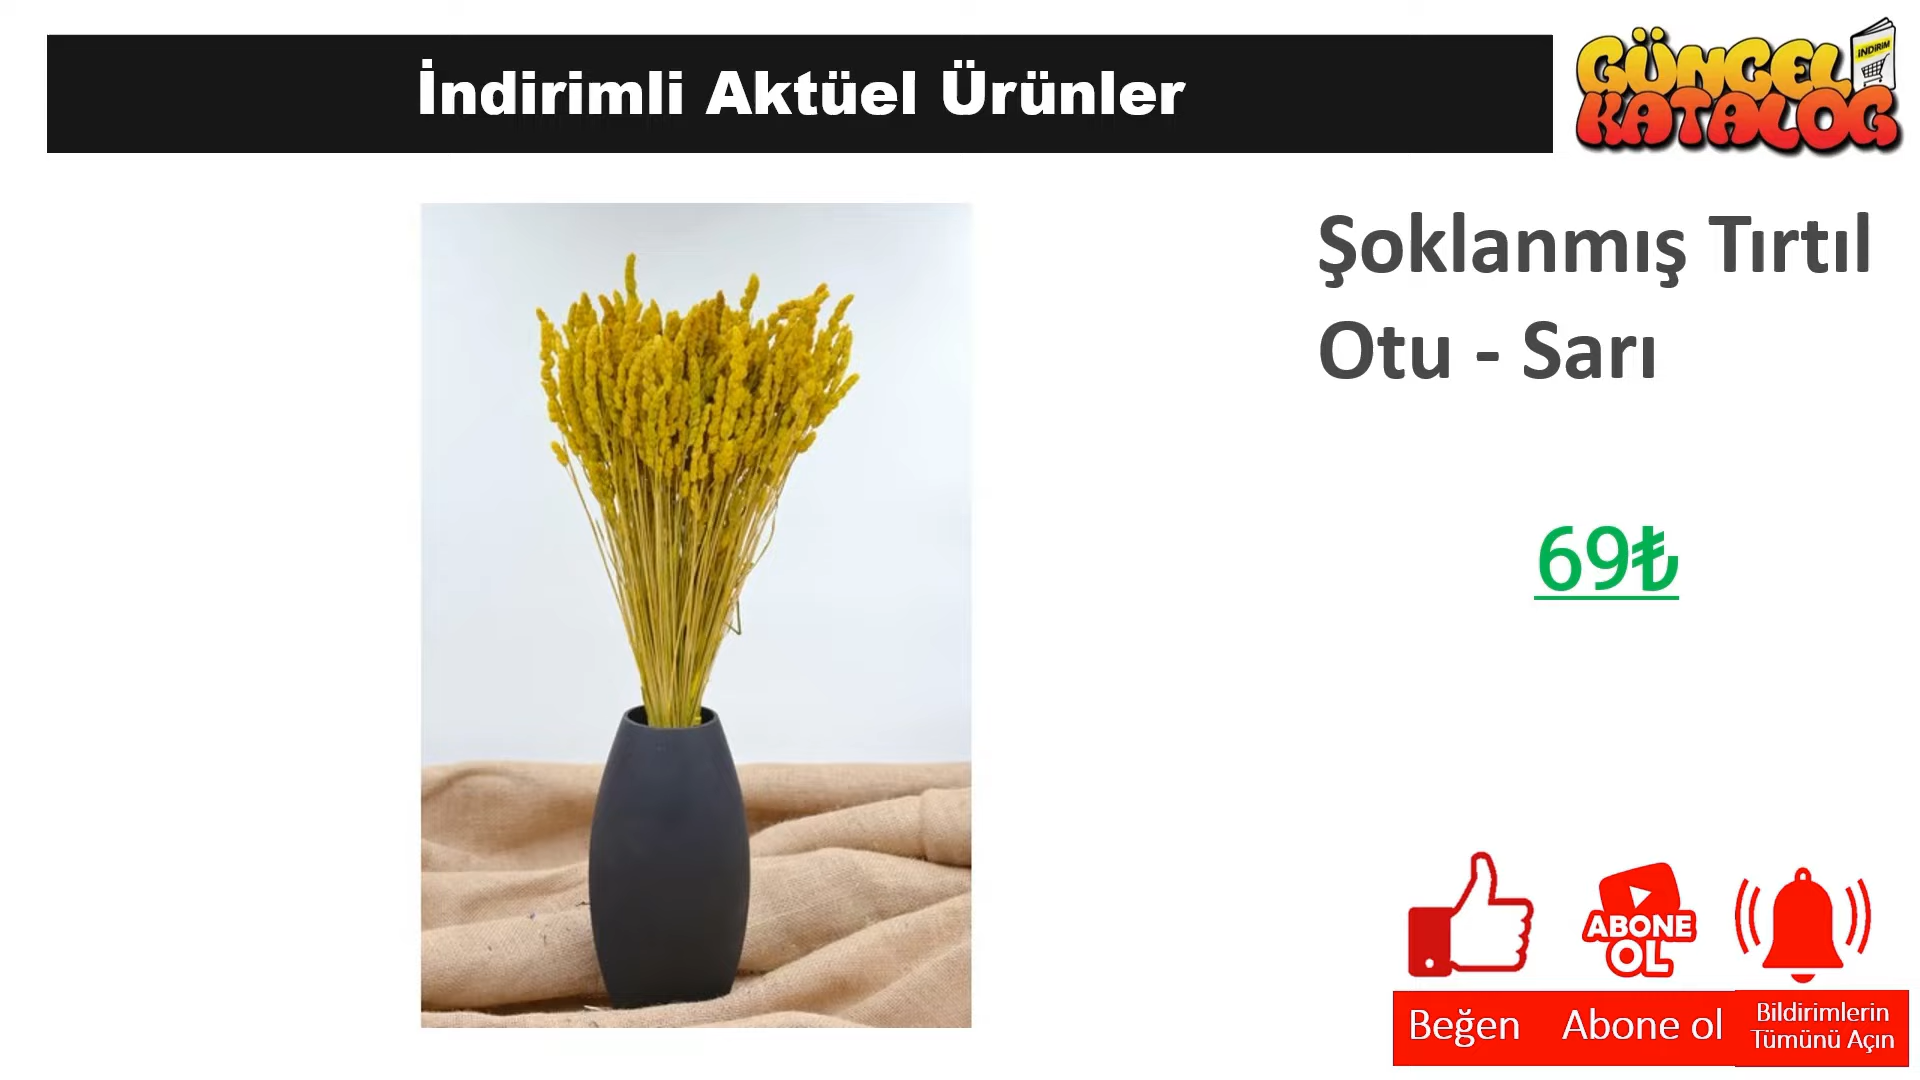 İndirimli Aktüel Ürünler
GÜNCEL
KATALOG
İNDİRİM
Şoklanmış Tırtıl
Otu - Sarı
69₺
ABONE
OL
Beğen
Abone ol
Bildirimlerin
Tümünü Açın